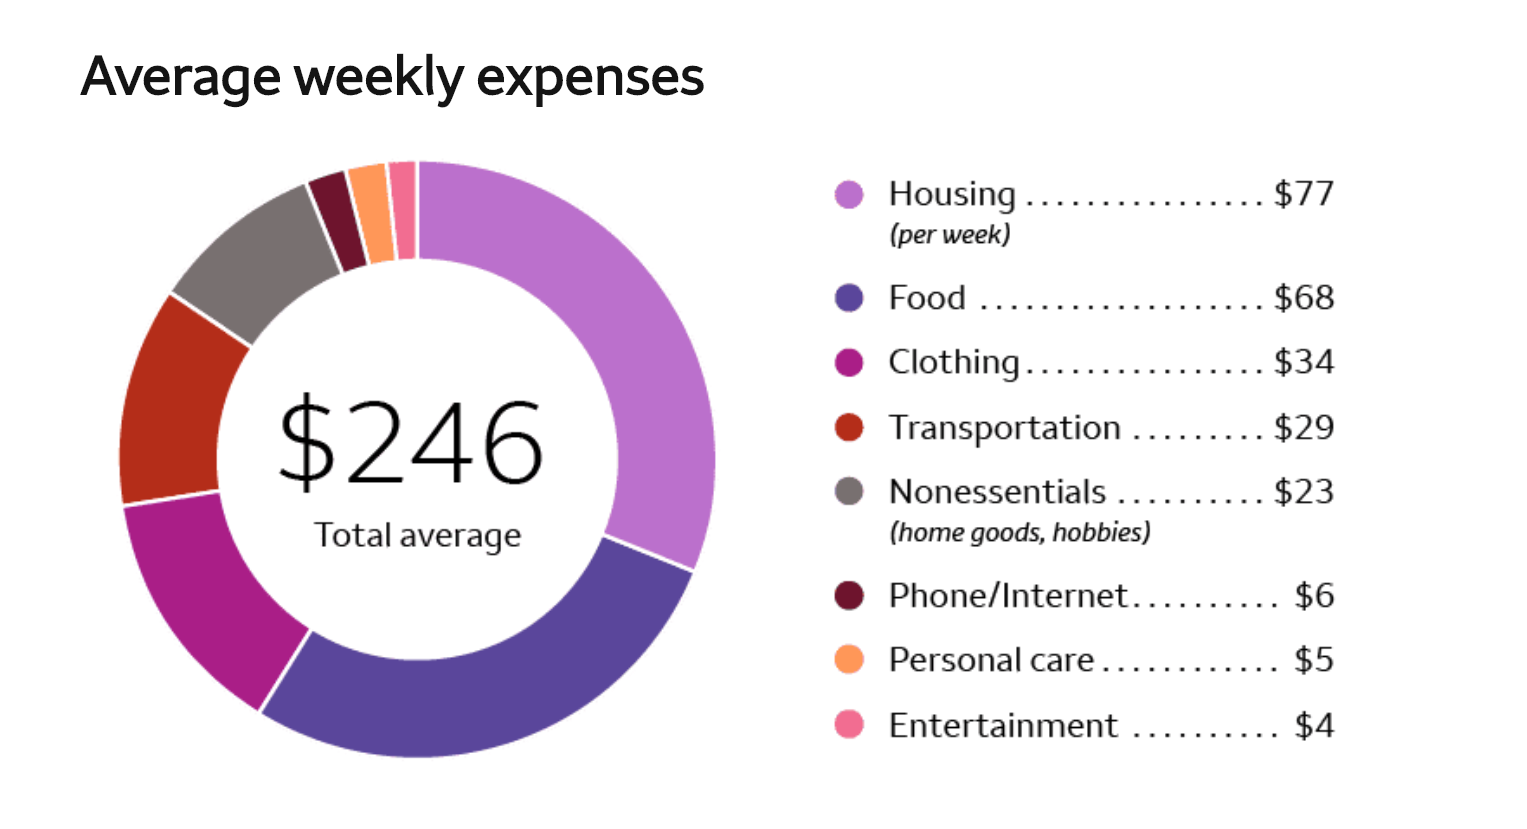 Average weekly expenses
$246
Total average
Housing ................ $77
(per week)
Food ................... $68
Clothing ................ $34
Transportation ......... $29
Nonessentials .......... $23
(home goods, hobbies)
Phone/Internet.......... $6
Personal care ............ $5
Entertainment .......... $4